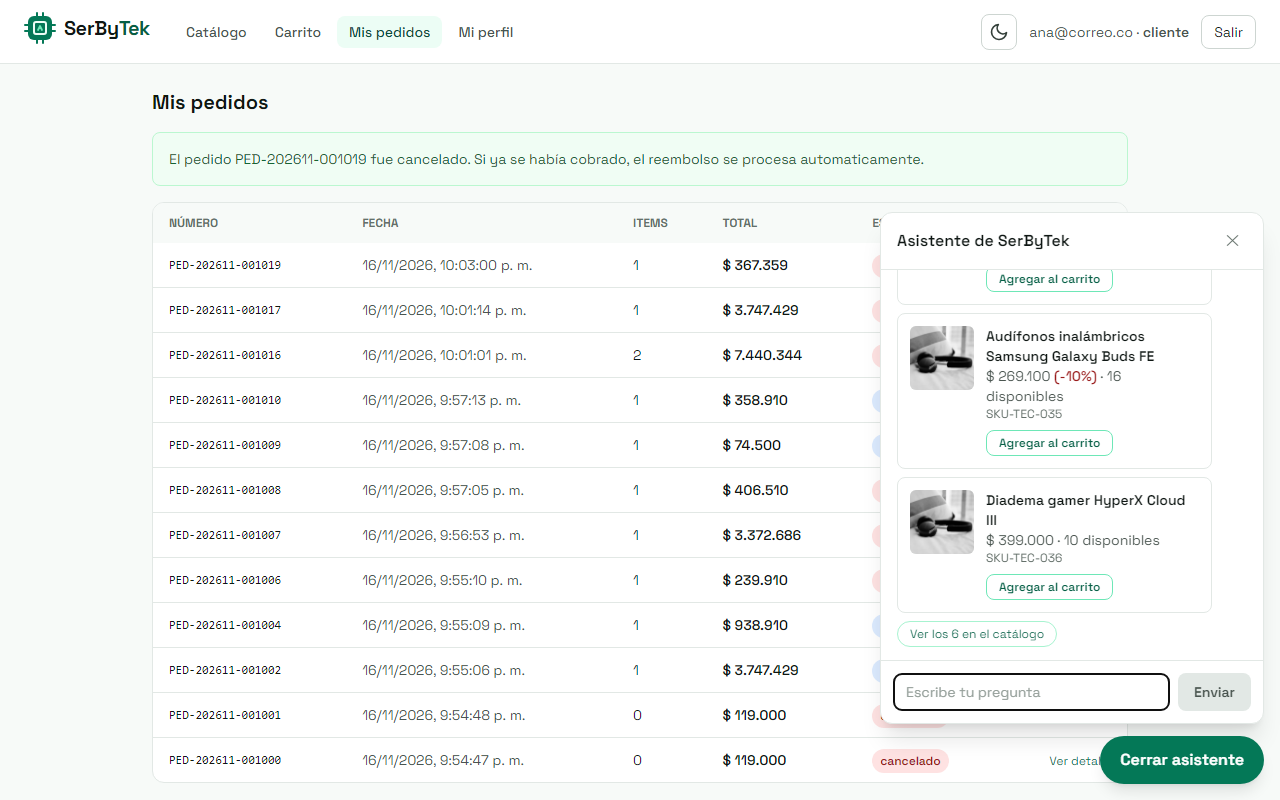 SerByTek
Catálogo
Carrito
Mis pedidos
Mi perfil
ana@correo.co · cliente
Salir
Mis pedidos
El pedido PED-202611-001019 fue cancelado. Si ya se había cobrado, el reembolso se procesa automaticamente.
NÚMERO FECHA ITEMS TOTAL
PED-202611-001019 16/11/2026, 10:03:00 p. m. 1 $ 367.359
PED-202611-001017 16/11/2026, 10:01:14 p. m. 1 $ 3.747.429
PED-202611-001016 16/11/2026, 10:01:01 p. m. 2 $ 7.440.344
PED-202611-001010 16/11/2026, 9:57:13 p. m. 1 $ 358.910
PED-202611-001009 16/11/2026, 9:57:08 p. m. 1 $ 74.500
PED-202611-001008 16/11/2026, 9:57:05 p. m. 1 $ 406.510
PED-202611-001007 16/11/2026, 9:56:53 p. m. 1 $ 3.372.686
PED-202611-001006 16/11/2026, 9:55:10 p. m. 1 $ 239.910
PED-202611-001004 16/11/2026, 9:55:09 p. m. 1 $ 938.910
PED-202611-001002 16/11/2026, 9:55:06 p. m. 1 $ 3.747.429
PED-202611-001001 16/11/2026, 9:54:48 p. m. 0 $ 119.000
PED-202611-001000 16/11/2026, 9:54:47 p. m. 0 $ 119.000 cancelado Ver
Asistente de SerByTek
Agregar al carrito
Audífonos inalámbricos
Samsung Galaxy Buds FE
$ 269.100 (-10%) · 16
disponibles
SKU-TEC-035
Agregar al carrito
Diadema gamer HyperX Cloud
III
$ 399.000 · 10 disponibles
SKU-TEC-036
Agregar al carrito
Ver los 6 en el catálogo
Escribe tu pregunta
Enviar
Cerrar asistente